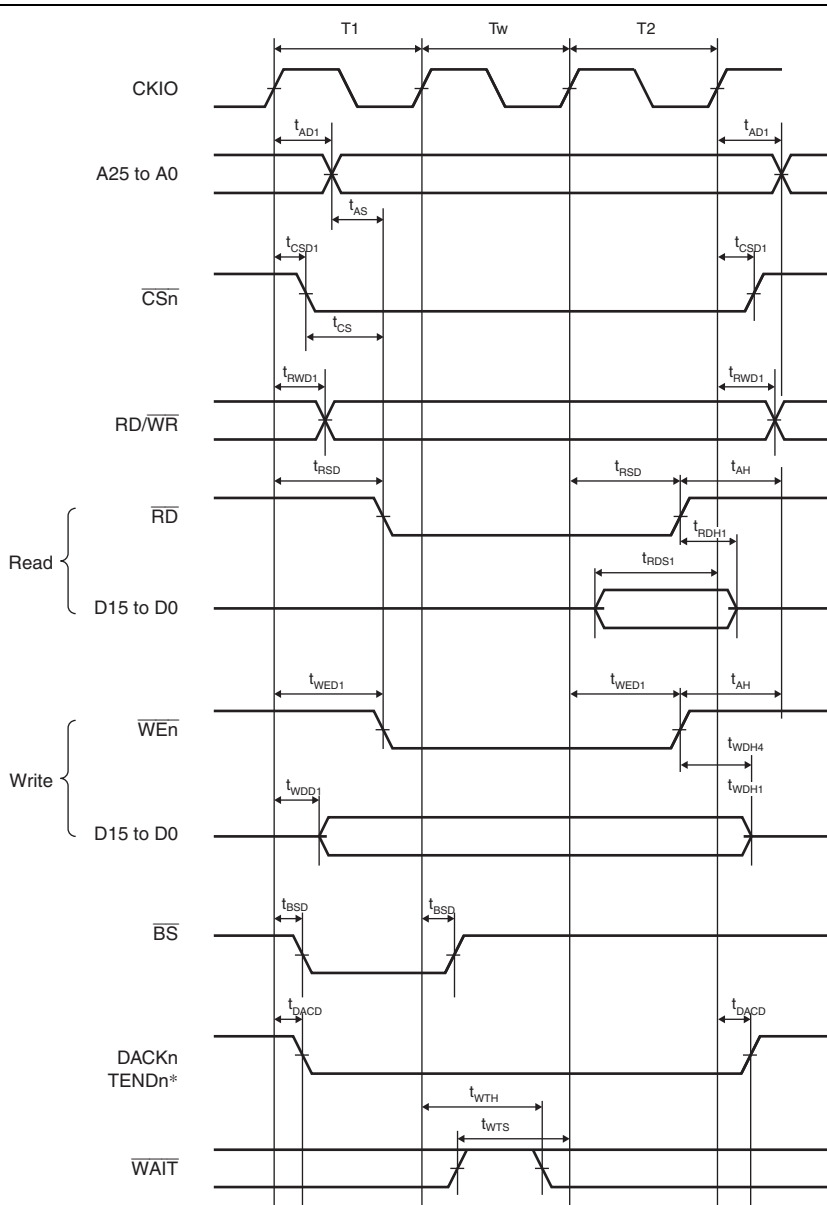 T1 Tw T2
CKIO
tAD1 tAD1
A25 to A0
tAS
tCSD1 tCSD1
CSn
tCS
tRWD1 tRWD1
RD/WR
tRSD tRSD tAH
RD
tRDH1
Read
tRDS1
D15 to D0
tWED1 tWED1 tAH
WEn
tWDH4
Write
tWDD1 tWDH1
D15 to D0
tBSD tBSD
BS
tDACD tDACD
DACKn
TENDn*
tWTH
tWTS
WAIT